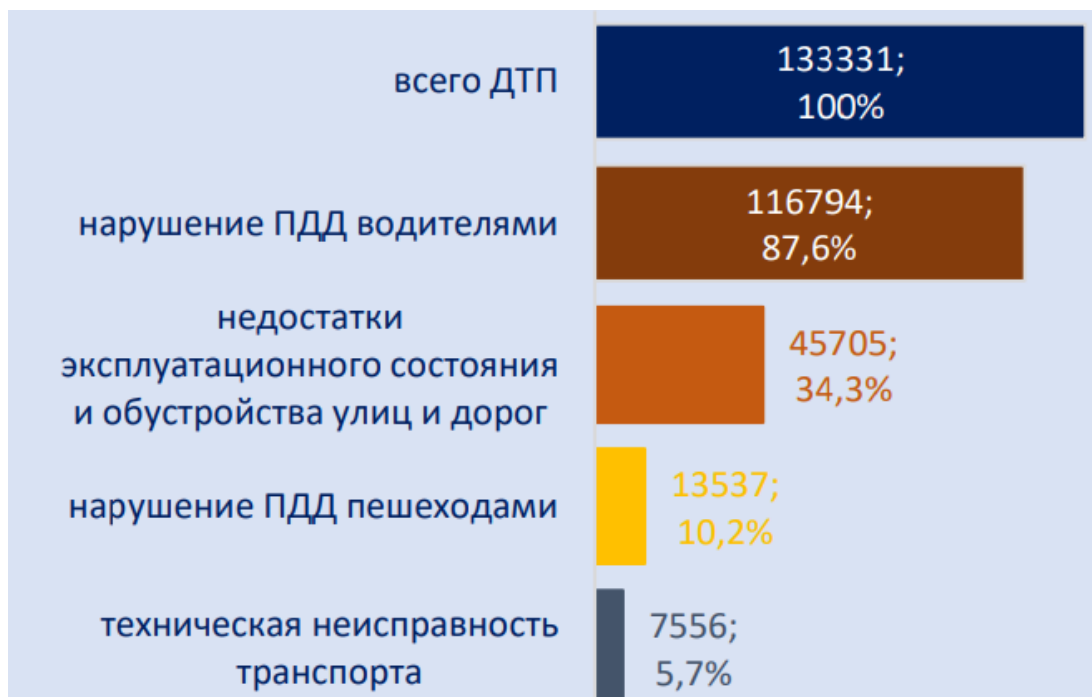 всего ДТП
133331;
100%
нарушение ПДД водителями
116794;
87,6%
недостатки
эксплуатационного состояния
и обустройства улиц и дорог
45705;
34,3%
нарушение ПДД пешеходами
13537;
10,2%
техническая неисправность
транспорта
7556;
5,7%